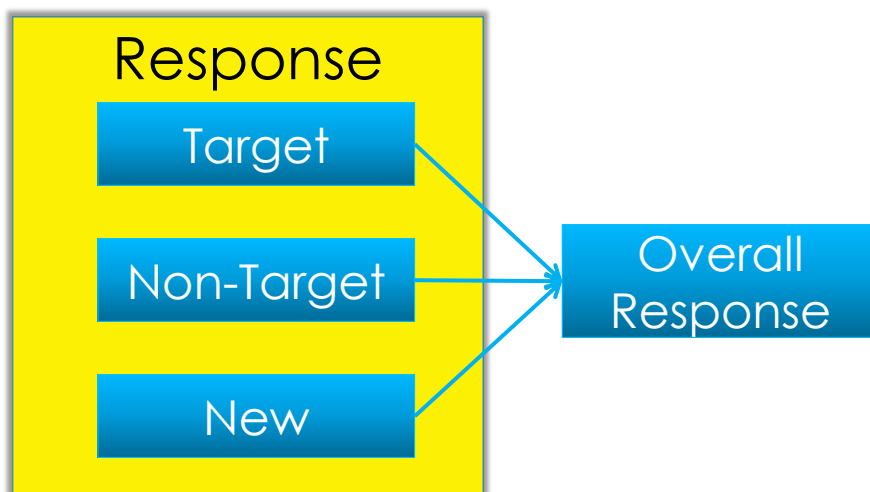 Response
Target
Non-Target
New
Overall
Response